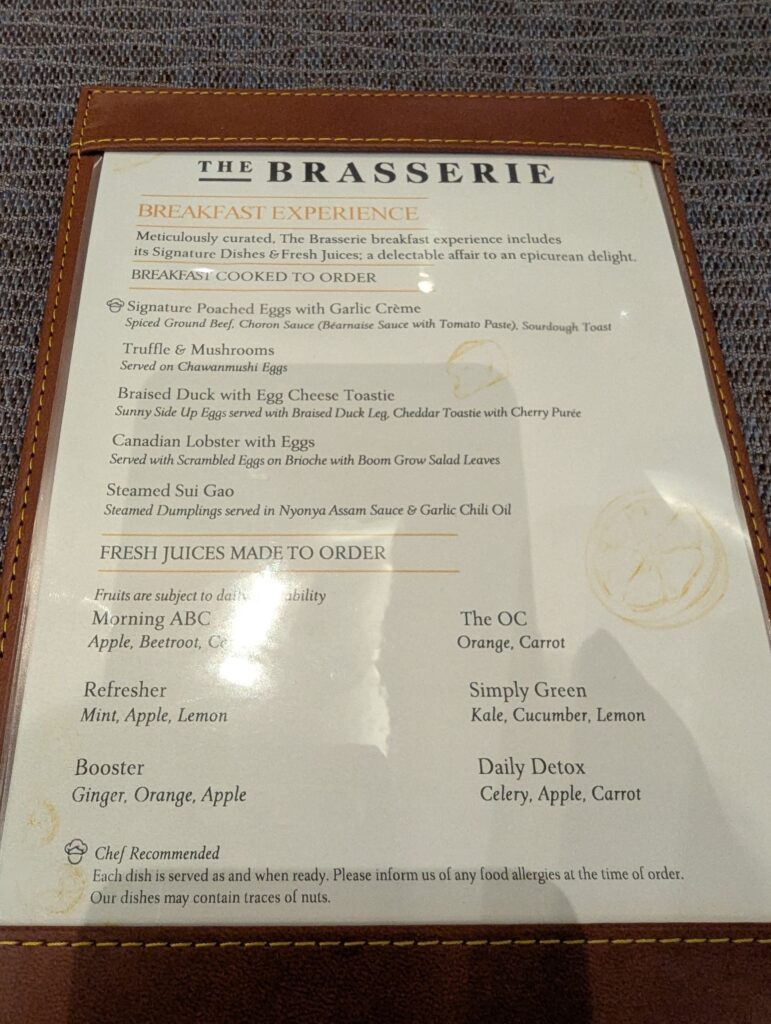 THE BRASSERIE
BREAKFAST EXPERIENCE
Meticulously curated, The Brasserie breakfast experience includes
its Signature Dishes & Fresh Juices; a delectable affair to an epicurean delight.
BREAKFAST COOKED TO ORDER
Signature Poached Eggs with Garlic Crème
Spiced Ground Beef, Choron Sauce (Béarnaise Sauce with Tomato Paste), Sourdough Toast
Truffle & Mushrooms
Served on Chawanmushi Eggs
Braised Duck with Egg Cheese Toastie
Sunny Side Up Eggs served with Braised Duck Leg, Cheddar Toastie with Cherry Purée
Canadian Lobster with Eggs
Served with Scrambled Eggs on Brioche with Boom Grow Salad Leaves
Steamed Sui Gao
Steamed Dumplings served in Nyonya Assam Sauce & Garlic Chili Oil
FRESH JUICES MADE TO ORDER
Fruits are subject to
Morning ABC
Apple, Beetroot,
The OC
Orange, Carrot
Refresher
Mint, Apple, Lemon
Simply Green
Kale, Cucumber, Lemon
Booster
Ginger, Orange, Apple
Daily Detox
Celery, Apple, Carrot
Chef Recommended
Each dish is served as and when ready. Please inform us of any food allergies at the time of order.
Our dishes may contain traces of nuts.